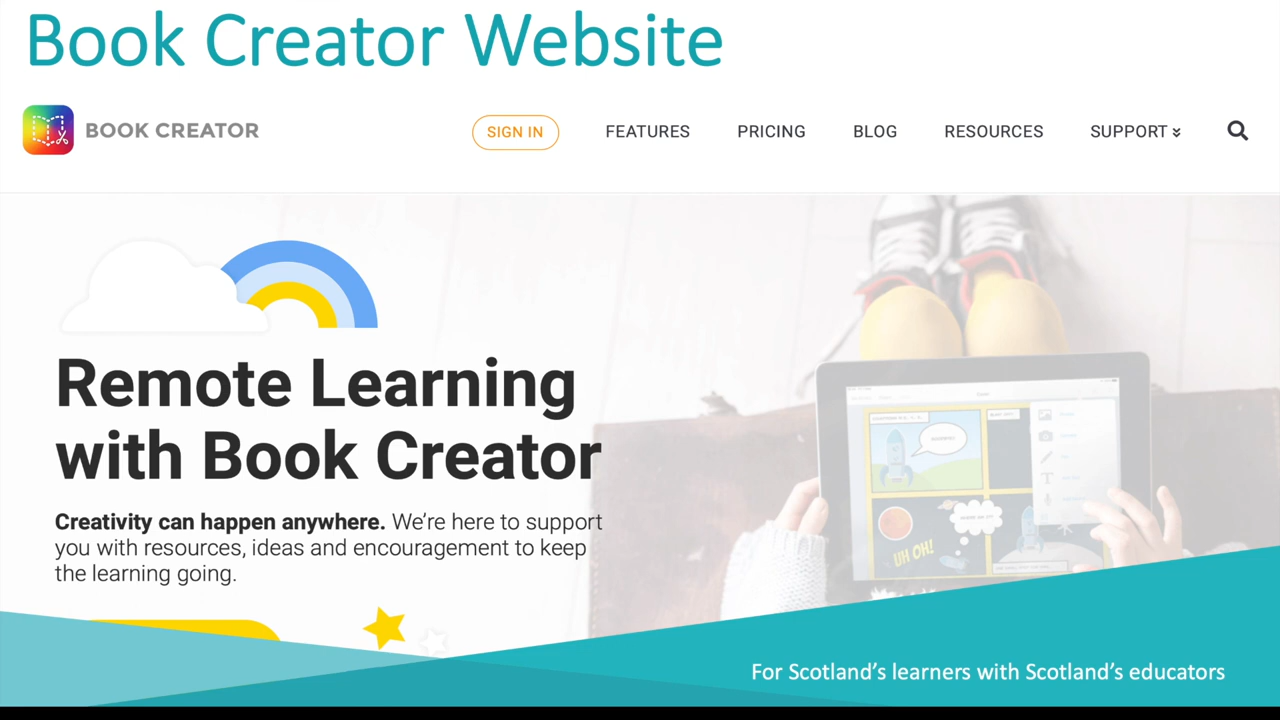 Book Creator Website
BOOK CREATOR
SIGN IN
FEATURES
PRICING
BLOG
RESOURCES
SUPPORT
Remote Learning
with Book Creator
Creativity can happen anywhere. We’re here to support
you with resources, ideas and encouragement to keep
the learning going.
UH OH!
For Scotland’s learners with Scotland’s educators